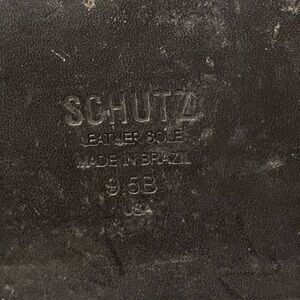 SCHUTZ
LEATHER SOLE
MADE IN BRAZIL
9.5B
USA